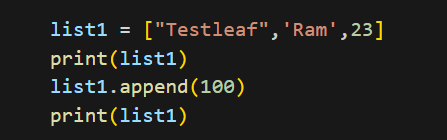 list1 = ["Testleaf",'Ram',23]
print(list1)
list1.append(100)
print(list1)